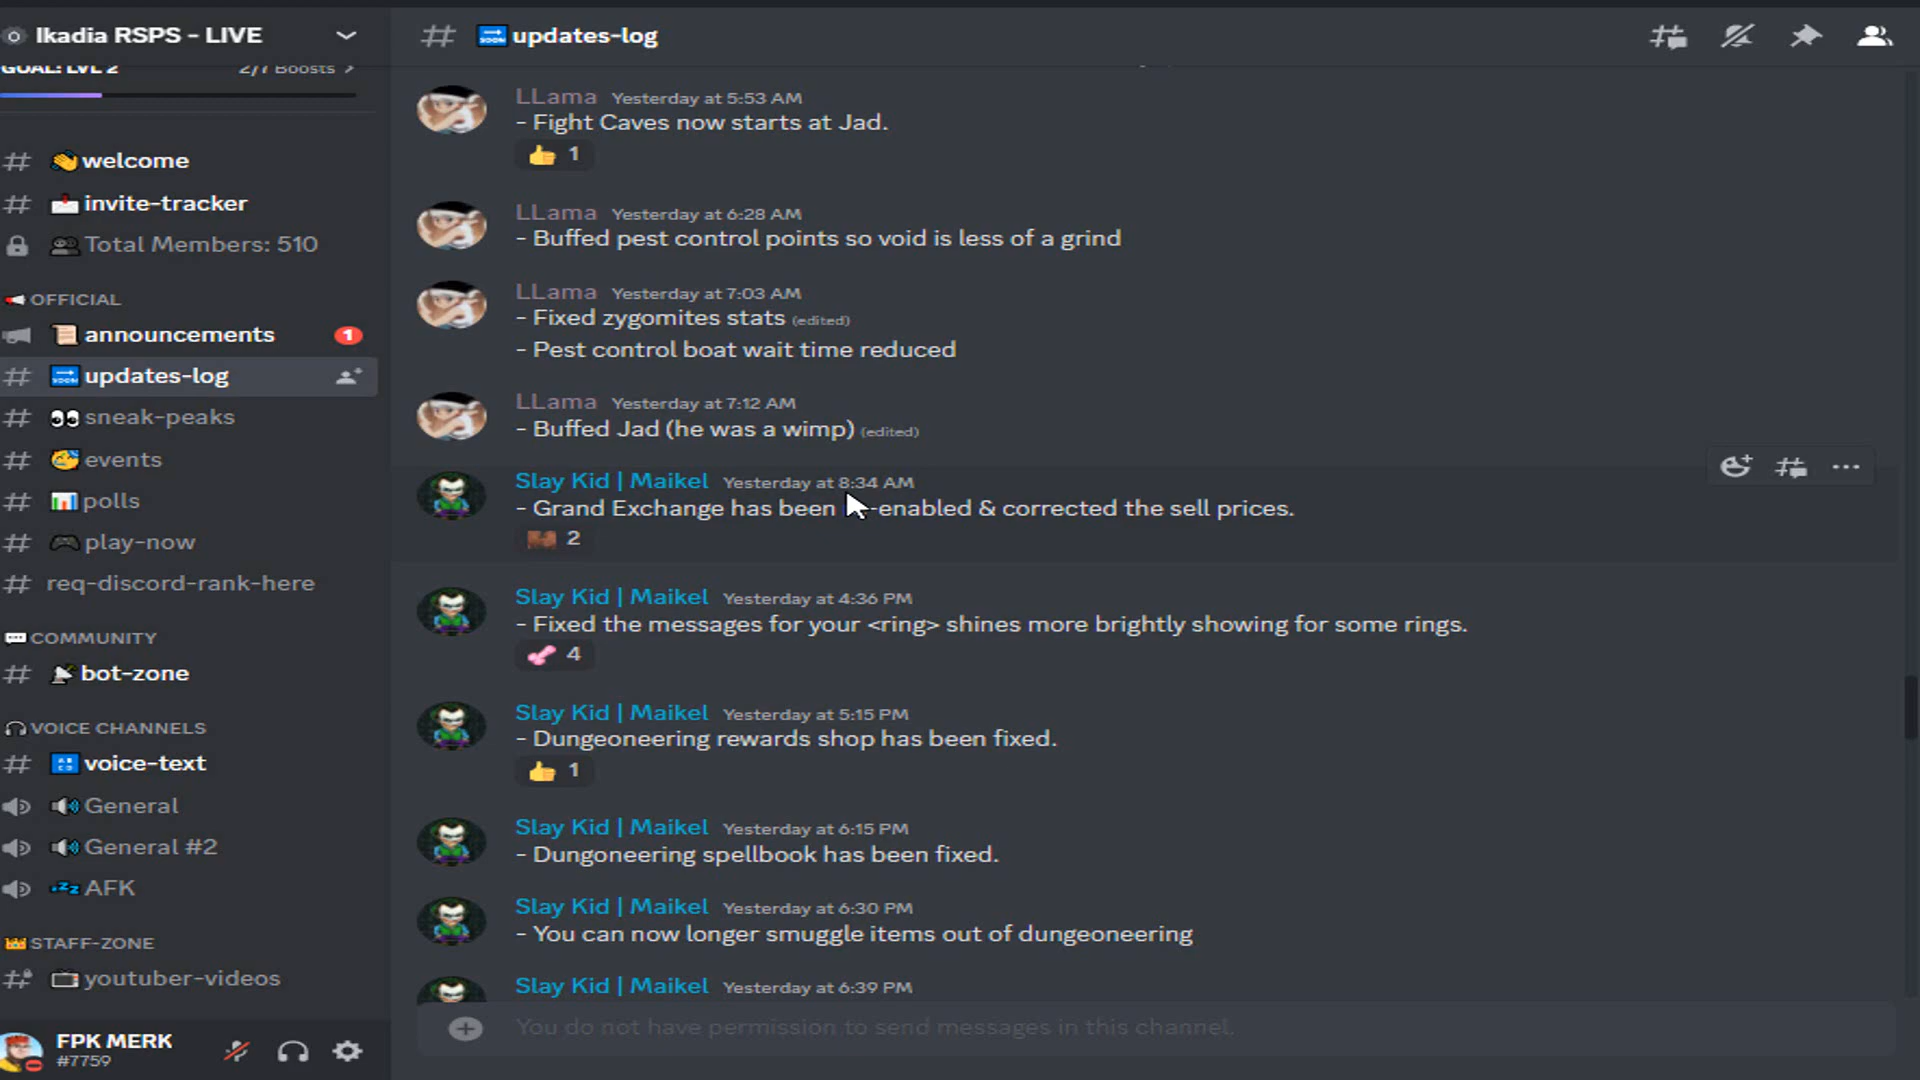 Ikadia RSPS - LIVE
GOAL: LVL 2 2/7 Boosts >
# welcome
# invite-tracker
Total Members: 510
OFFICIAL
announcements 1
# updates-log
# sneak-peaks
# events
# polls
# play-now
# req-discord-rank-here
COMMUNITY
# bot-zone
VOICE CHANNELS
# voice-text
General
General #2
AFK
STAFF-ZONE
# youtuber-videos
FPK MERK
#7759
# updates-log
LLama Yesterday at 5:53 AM
- Fight Caves now starts at Jad.
1
LLama Yesterday at 6:28 AM
- Buffed pest control points so void is less of a grind
LLama Yesterday at 7:03 AM
- Fixed zygomites stats (edited)
- Pest control boat wait time reduced
LLama Yesterday at 7:12 AM
- Buffed Jad (he was a wimp) (edited)
Slay Kid | Maikel Yesterday at 8:34 AM
- Grand Exchange has been -enabled & corrected the sell prices.
2
Slay Kid | Maikel Yesterday at 4:36 PM
- Fixed the messages for your <ring> shines more brightly showing for some rings.
4
Slay Kid | Maikel Yesterday at 5:15 PM
- Dungeoneering rewards shop has been fixed.
1
Slay Kid | Maikel Yesterday at 6:15 PM
- Dungoneering spellbook has been fixed.
Slay Kid | Maikel Yesterday at 6:30 PM
- You can now longer smuggle items out of dungeoneering
Slay Kid | Maikel Yesterday at 6:39 PM
You do not have permission to send messages in this channel.